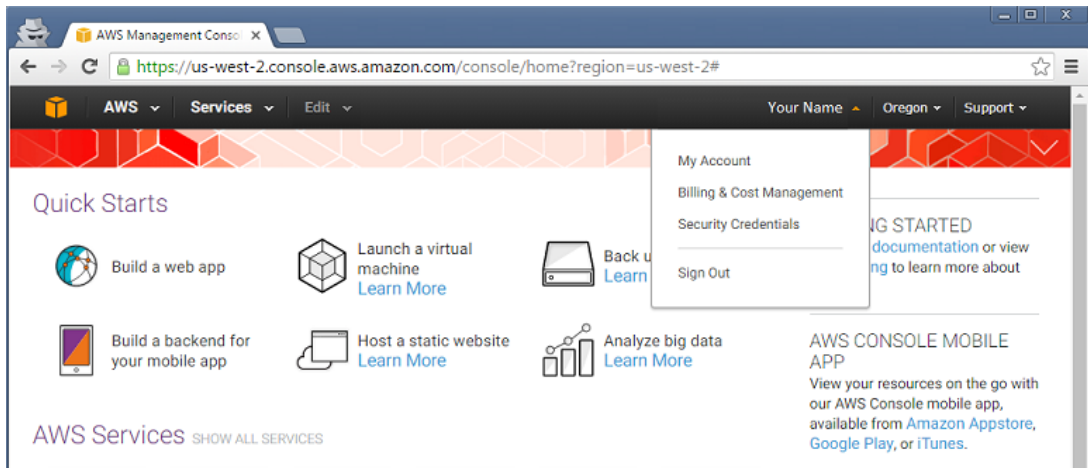 AWS Management Consol
https://us-west-2.console.aws.amazon.com/console/home?region=us-west-2#
AWS Services Edit Your Name Oregon Support
My Account
Billing & Cost Management
Security Credentials
Sign Out
Quick Starts
Build a web app
Launch a virtual
machine
Learn More
Back u
Learn
Build a backend for
your mobile app
Host a static website
Learn More
Analyze big data
Learn More
NG STARTED
documentation or view
ng to learn more about
AWS CONSOLE MOBILE
APP
View your resources on the go with
our AWS Console mobile app,
available from Amazon Appstore,
Google Play, or iTunes.
AWS Services SHOW ALL SERVICES